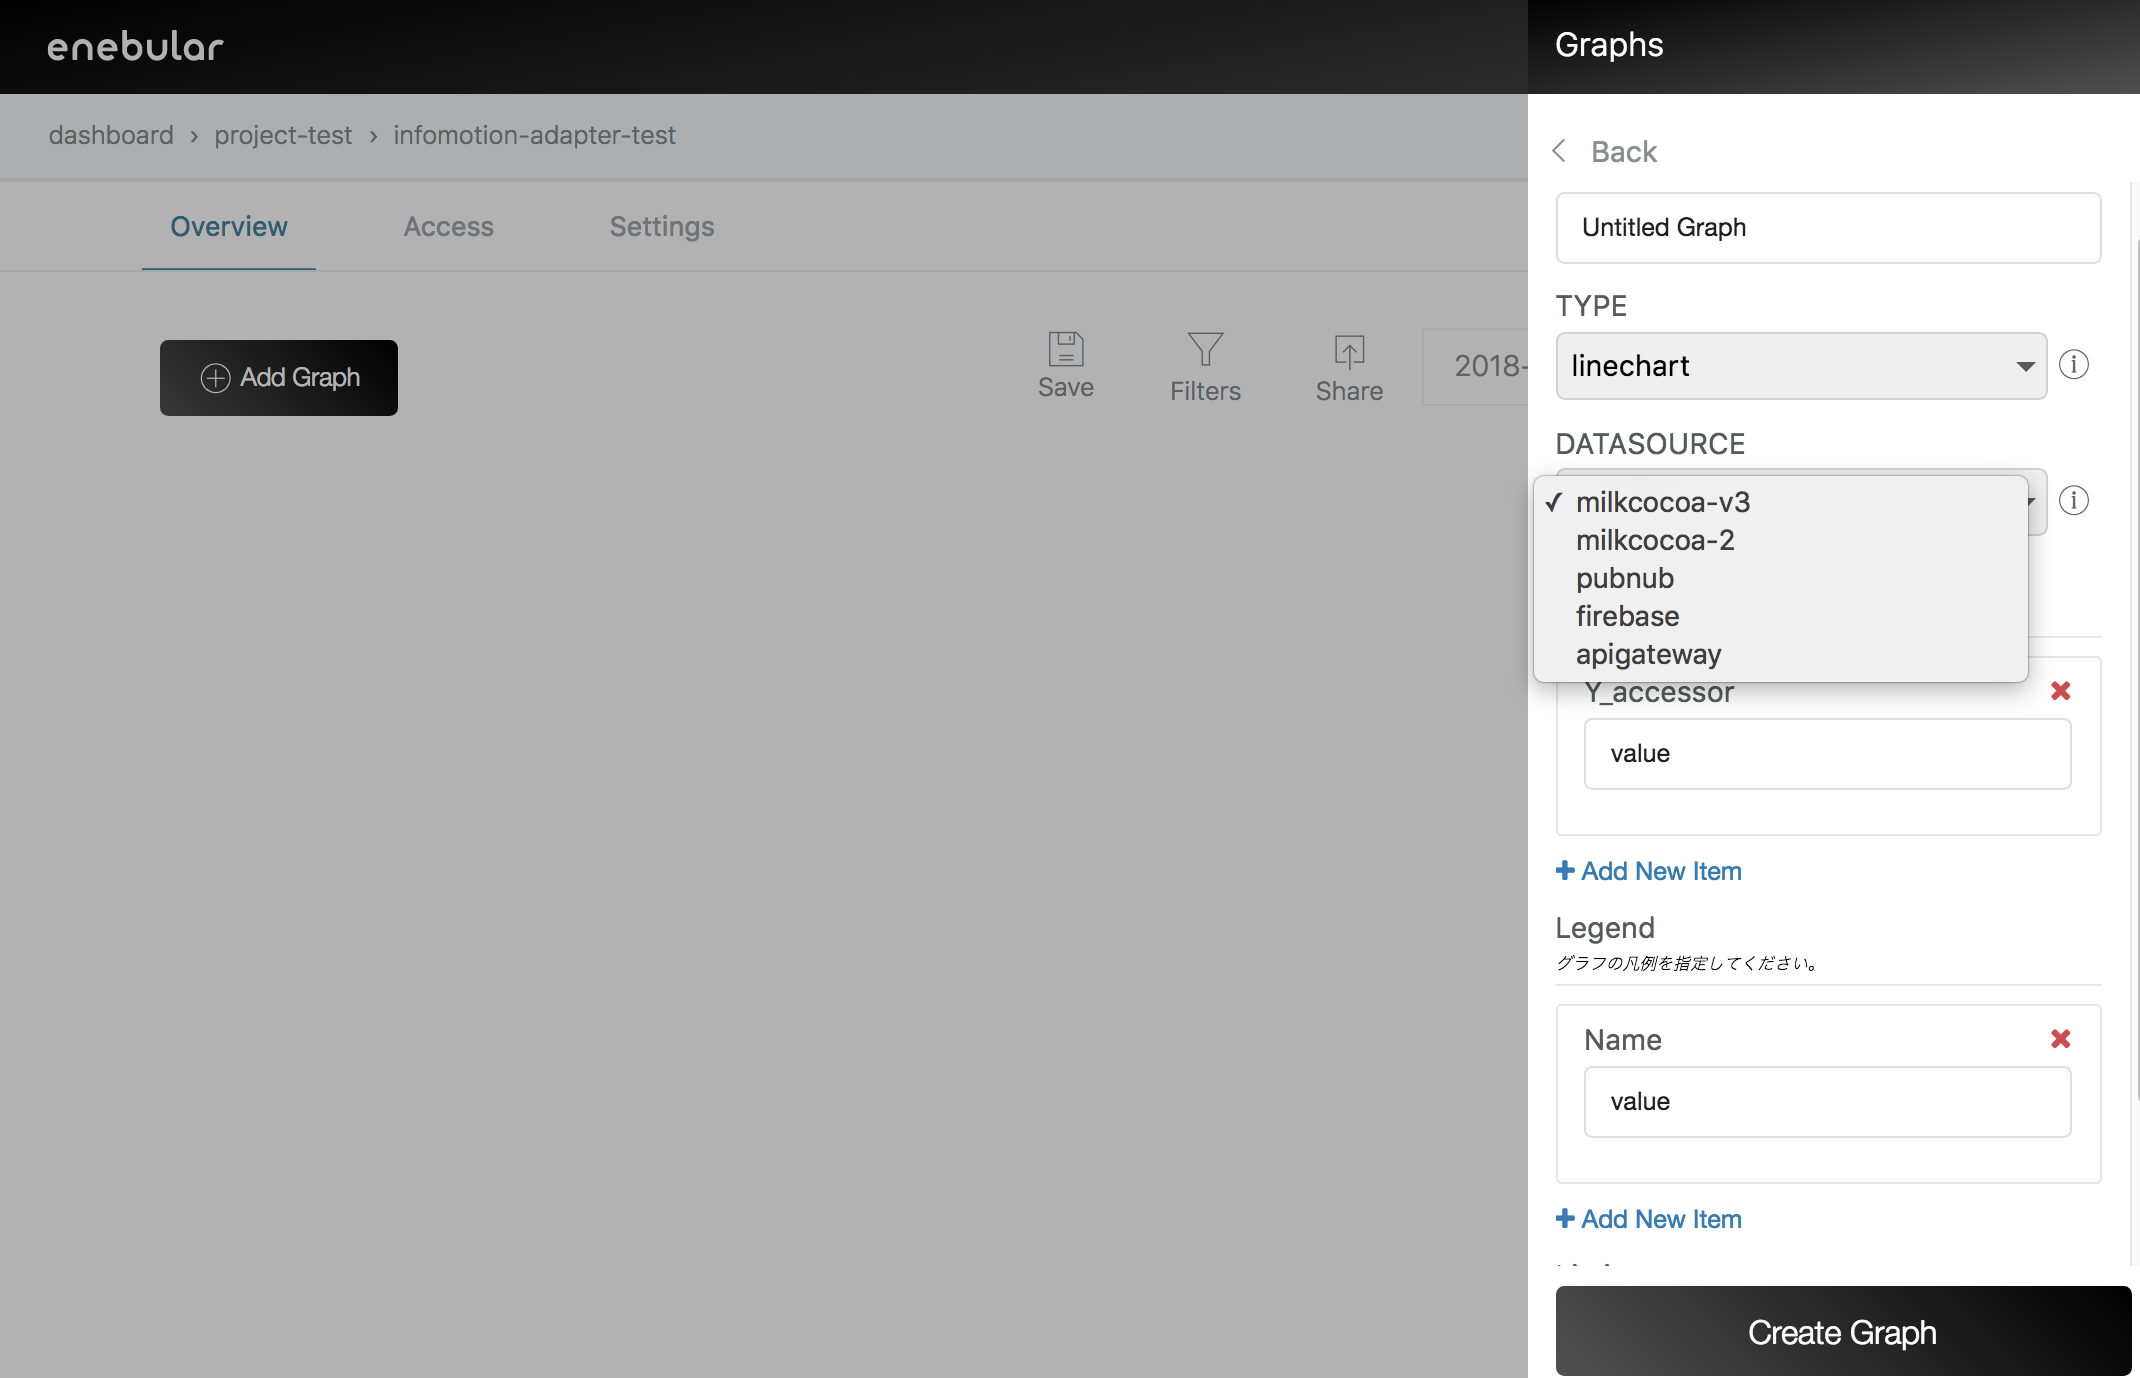 enebular
Graphs
dashboard › project-test › infomotion-adapter-test
Back
Overview
Access
Settings
Untitled Graph
TYPE
linechart
Add Graph
Save
Filters
Share
2018-
DATASOURCE
✓ milkcocoa-v3
milkcocoa-2
pubnub
firebase
apigateway
Y_accessor
value
Add New Item
Legend
グラフの凡例を指定してください。
Name
value
Add New Item
Create Graph